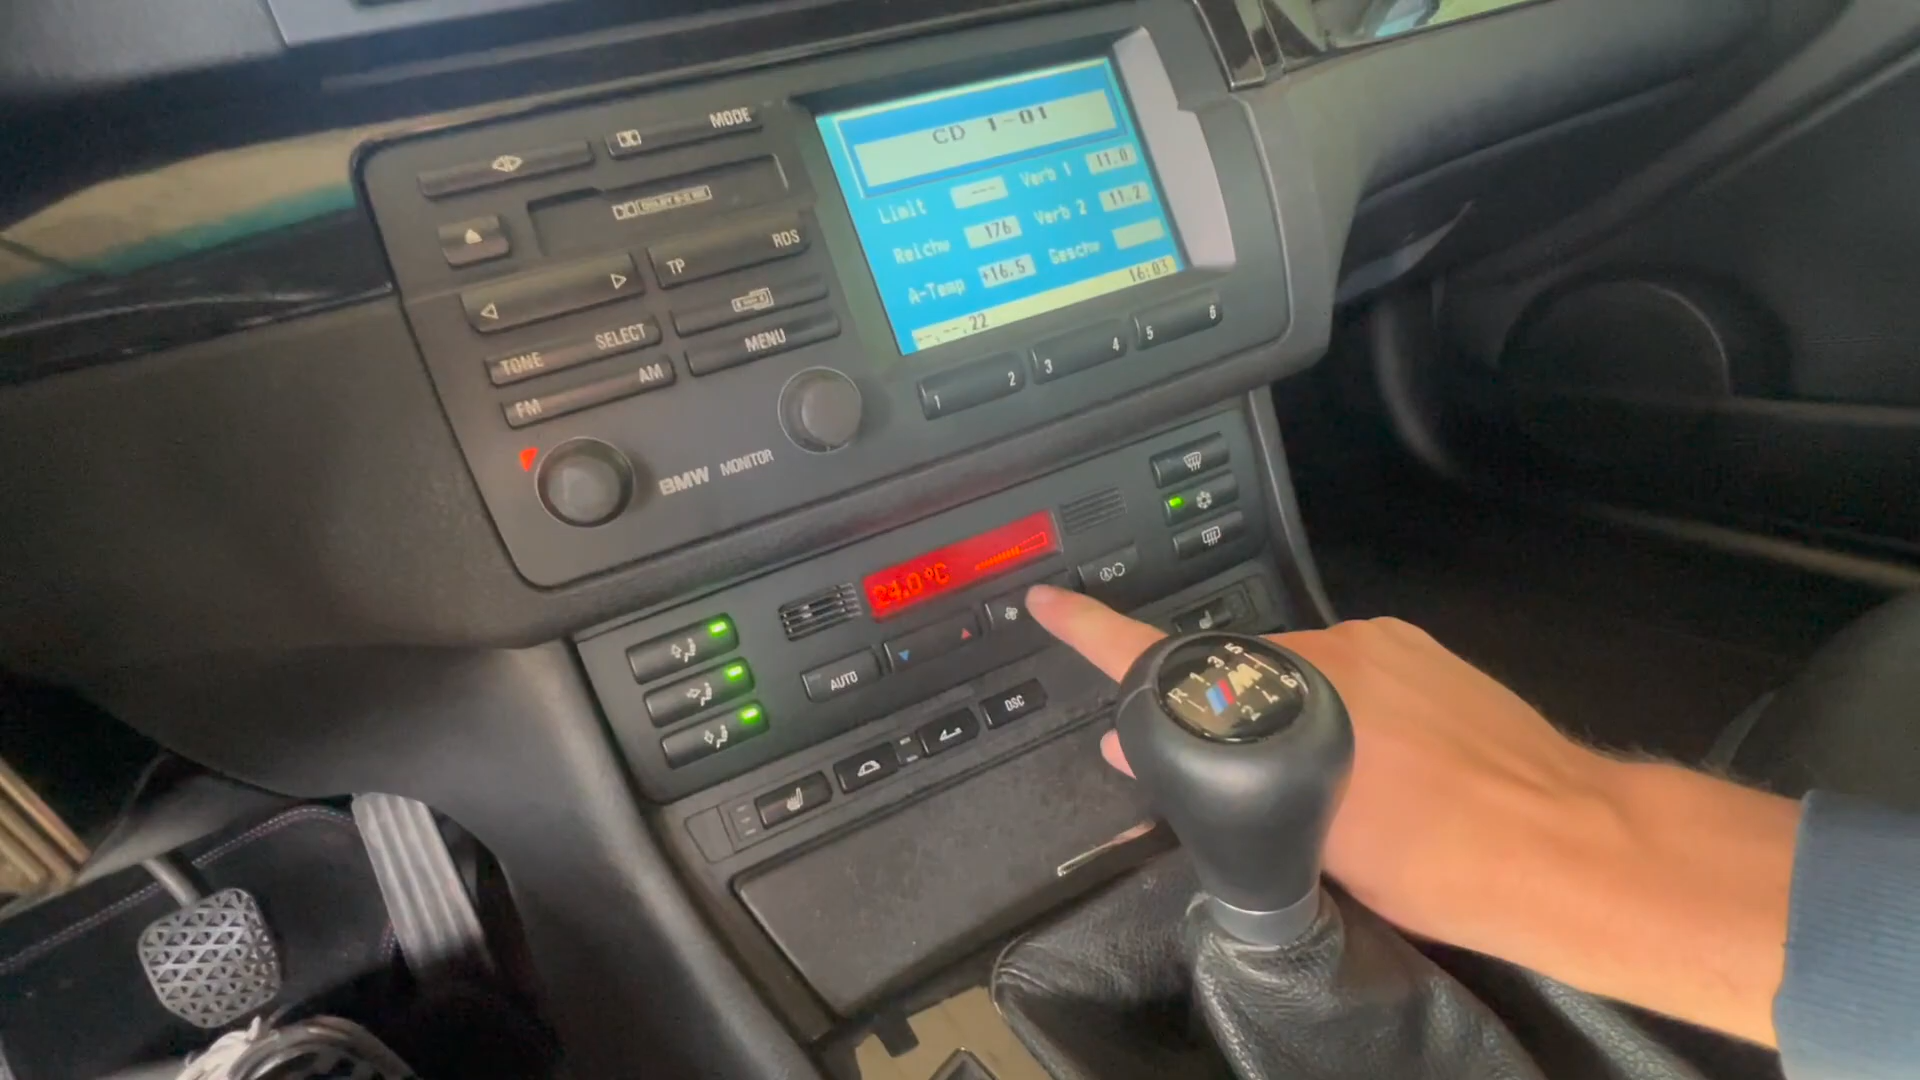 MODE
CD 1-01
Limit --- Verb 1 11.0
Reichw 176 Verb 2 11.2
A-Temp +16.5 Geschw
--.--.22 16:03
RDS
TP
SELECT
TONE
MENU
AM
FM
1 2 3 4 5 6
BMW MONITOR
24.0°C
AUTO
DSC
R 1 3 5
2 4 6
M